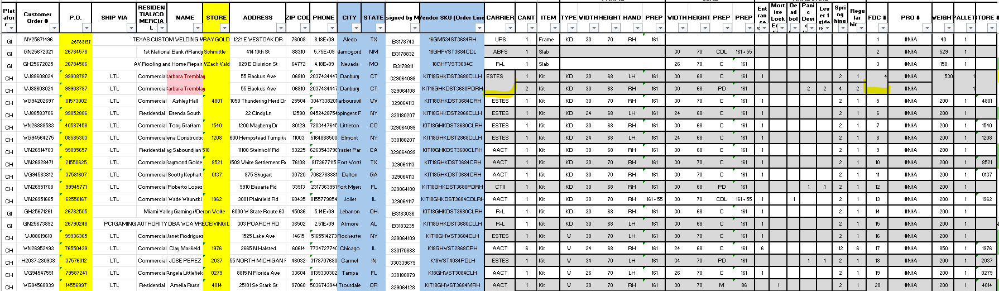 Plat afor r Customer Order # P.O. SHIP VIA RESIDEN TIAL/CO MERCIA L NAME STORE ADDRESS ZIP COD PHONE CITY STATE signed by M Vendor SKU (Order Line CARRIER CANT ITEM TYPE WIDTH HEIGHT HAND PREP WIDTH HEIGHT PREP PREP Ent ranc e Mort ise Lock De ad bol Pani c Devi Lev er 1 side Spri ng hing Regu lar hin FDC # PRO # WEIGHT PALLET STORE #
GI NV25671496 26783157 TEXAS CUSTOM WELDING //RAY GOLD 1221 E WESTOAK DR 76008 8.18E+09 Aledo TX B3178743 16GM534ST3684RH UPS 1 Frame KD 30 70 RH 161 1 #N/A 40 1
GI GN25672021 26784578 1st National Bank //Randy Schmittle 414 10th St 88310 5.75E+09 Alamogord NM B3178832 18GHFVST3684CDL ABFS 1 Slab 30 70 CDL 161+55 2 #N/A 529 1
GI GH25672025 26784586 AV Roofing and Home Repair //Zach Vald 829 E Division St 64772 4.18E+09 Nevada MO B3178811 18GHFVST3084C R+L 1 Slab 26 70 C 161 3 #N/A 150 1
CH WJ88608024 99908787 LTL Commercial arbara Tremblay 55 Backus Ave 06810 2037434447 Danbury CT 329064098 KIT18GHKDST3680CLLH ESTES 1 Kit KD 30 68 LH 161 30 68 C 161 1 2 1 4 #N/A 530 1
CH WJ88608024 99908787 LTL Commercial arbara Tremblay 55 Backus Ave 06810 2037434447 Danbury CT 329064108 KIT18GHKDST3680PDRH 2 Kit KD 30 68 RH 161 30 68 PD 161 2 2 4 2 #N/A 1
CH WG94202697 01573002 LTL Commercial Ashley Hall 4801 1050 Thundering Herd Dr 25504 3047338201 Barboursvill WV 329064113 KIT18GHKDST3684CRH ESTES 1 Kit KD 30 70 RH 161 30 70 C 161 1 2 1 5 #N/A 200 1 4801
CH WJ88583706 99852886 LTL Residential Brenda South 22 Cindy Ln 12590 8452428754 ppingers F NY 330180207 KIT18GHKDST2868CLLH ESTES 1 Kit KD 24 68 LH 161 24 68 C 161 1 2 1 6 #N/A 200 1
CH WN26888583 40587458 LTL Commercial Tony Graffam 1540 1200 Mayberry Dr 80129 7203447645 Littleton CO 329064099 KIT18GHKDST3680CLRH ESTES 1 Kit KD 30 68 RH 161 30 68 C 161 1 2 1 7 #N/A 200 1 1540
CH WG94564275 08585303 LTL Commercial ena Constructic 1208 600 Hempstead Turnpike 11003 5164888500 Elmont NY 330180207 KIT18GHKDST2868CLLH ESTES 1 Kit KD 24 68 LH 161 24 68 C 161 1 2 1 8 #N/A 200 1 1208
CH WN26914703 99895657 LTL Residential ag Saboundjian 516 11100 Steinhoff Rd 93225 6263543798 Frazier Par CA 329064099 KIT18GHKDST3680CLRH AACT 1 Kit KD 30 68 RH 161 30 68 C 161 1 2 1 9 #N/A 200 1
CH WN26928471 21550625 LTL Commercial Raymond Golde 8521 9509 White Settlement R 76108 8173677115 Fort Worth TX 329064113 KIT18GHKDST3684CRH AACT 1 Kit KD 30 70 RH 161 30 70 C 161 1 2 1 10 #N/A 200 1 8521
CH WG94583812 37581607 LTL Commercial Scotty Kephart 0137 875 Shugart 30720 7062788881 Dalton GA 329064113 KIT18GHKDST3684CRH AACT 1 Kit KD 30 70 RH 161 30 70 C 161 1 2 1 11 #N/A 200 1 0137
CH WN26951708 99945771 LTL Commercial Roberto Lopez 9910 Bavaria Rd 33913 2317363951 Fort Myers FL 329064108 KIT18GHKDST3680PDRH CTII 1 Kit KD 30 68 RH 161 30 68 PD 161 1 1 2 1 12 #N/A 200 1
CH WN26951665 62550167 LTL Commercial Wade Witunski 1962 3001 Plainfield Rd 60435 8155779854 Joliet IL 329064117 KIT18GHKDST3684CDLRH AACT 1 Kit KD 30 70 RH 161+55 30 70 CDL 161+55 1 1 2 1 13 #N/A 200 1 1962
GI GH25671261 26782505 Miami Valley Gaming //Deron Wolfe 6000 W State Route 63 45036 5.14E+09 Lebanon OH B3183036 KIT18GHKDST3680CLRH R+L 1 Kit KD 30 68 RH 161 30 68 C 161 1 2 1 14 #N/A 200 1
GI GN25673892 26790248 PCI GAMING AUTHORITY DBA WCA //RECEIVING D 303 POARCH RD 36502 2.51E+09 Atmore AL B3183235 KIT18GHKDST3680CLLH R+L 1 Kit KD 30 68 LH 161 30 68 C 161 1 2 1 15 #N/A 200 1
CH WJ88619610 99936365 LTL Commercial Janet Rodriguez 1525 Lake Ave 14615 5165514273 Rochester NY 329064109 KIT18GHWST3680CLH ESTES 1 Kit W 30 68 LH 161 30 68 C 161 1 2 1 16 #N/A 200 1
CH WN26952493 76550439 LTL Commercial Clay Maxfield 1976 2665 N Halsted 60614 7734727740 Chicago IL 330170888 KIT18GHWST2868CRH AACT 6 Kit W 24 68 RH 161 24 68 C 161 6 12 6 17 #N/A 850 1 1976
CH H2037-280938 37576012 LTL Commercial JOSE PEREZ 2037 55 NORTH MICHIGAN F 46032 3178707680 Carmel IN 330339679 K18WST4084PDLH ESTES 1 Kit W 34 70 LH 161 34 70 PD 161 1 1 2 1 18 #N/A 200 1 2037
CH WG94547591 79587241 LTL Commercial Angela Littlefielc 0279 8815 N Florida Ave 33604 8139330302 Tampa FL 330180879 K18GHWST3084CLH AACT 1 Kit W 26 70 LH 161 26 70 C 161 1 2 1 19 #N/A 200 1 0279
CH WG94568939 14556997 LTL Residential Amelia Russ 4014 25101 Se Stark St 97060 5036743944 Troutdale OR 329064128 KIT18GHWST3684MRH AACT 1 Kit W 30 70 RH 161 30 70 M 86 1 2 1 20 #N/A 200 1 4014